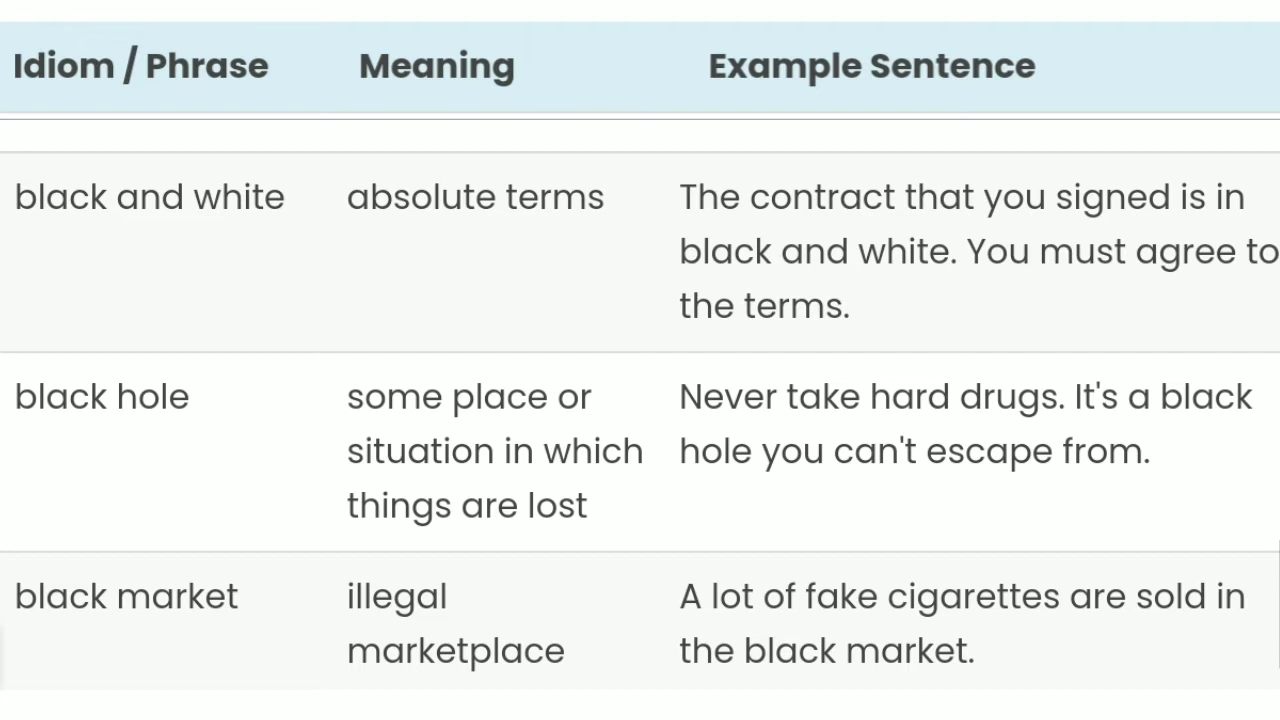 Idiom / Phrase Meaning Example Sentence
black and white absolute terms The contract that you signed is in
black and white. You must agree to
the terms.
black hole some place or Never take hard drugs. It's a black
situation in which hole you can't escape from.
things are lost
black market illegal A lot of fake cigarettes are sold in
marketplace the black market.